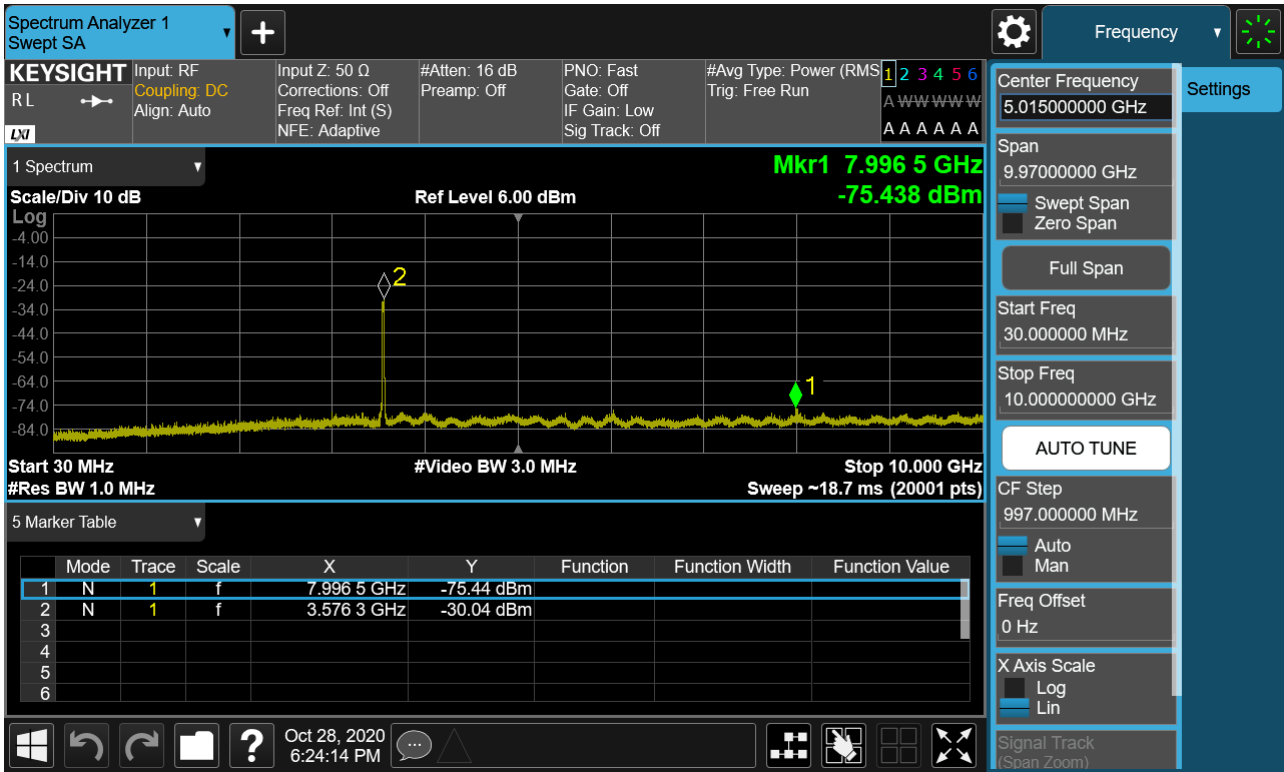 Spectrum Analyzer 1
Swept SA
+
Frequency
KEYSIGHT
R L
LXI
Input: RF
Coupling: DC
Align: Auto
Input Z: 50 Ω
Corrections: Off
Freq Ref: Int (S)
NFE: Adaptive
#Atten: 16 dB
Preamp: Off
PNO: Fast
Gate: Off
IF Gain: Low
Sig Track: Off
#Avg Type: Power (RMS
Trig: Free Run
1 2 3 4 5 6
A W W W W W
A A A A A A
1 Spectrum
Mkr1 7.996 5 GHz
-75.438 dBm
Scale/Div 10 dB
Ref Level 6.00 dBm
Log
-4.00
-14.0
-24.0
-34.0
-44.0
-54.0
-64.0
-74.0
-84.0
2
1
Start 30 MHz
#Video BW 3.0 MHz
Stop 10.000 GHz
#Res BW 1.0 MHz
Sweep ~18.7 ms (20001 pts)
5 Marker Table
Mode Trace Scale X Y Function Function Width Function Value
1 N 1 f 7.996 5 GHz -75.44 dBm
2 N 1 f 3.576 3 GHz -30.04 dBm
3
4
5
6
Center Frequency
5.015000000 GHz
Span
9.97000000 GHz
Swept Span
Zero Span
Full Span
Start Freq
30.000000 MHz
Stop Freq
10.000000000 GHz
AUTO TUNE
CF Step
997.000000 MHz
Auto
Man
Freq Offset
0 Hz
X Axis Scale
Log
Lin
Signal Track
(Span Zoom)
Settings
?
Oct 28, 2020
6:24:14 PM